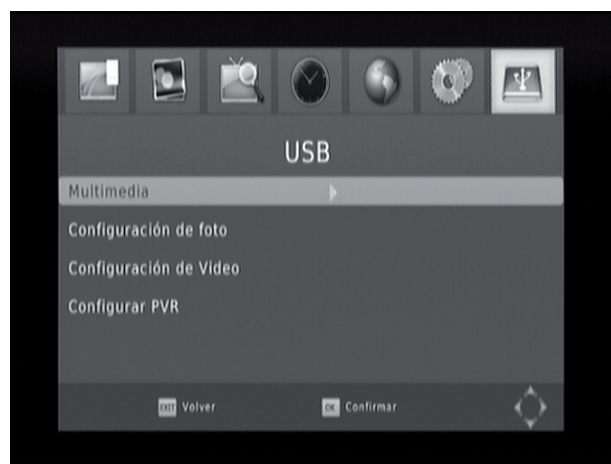 USB
Multimedia
Configuración de foto
Configuración de Video
Configurar PVR
EXIT Volver OK Confirmar